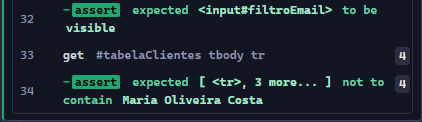 32 -assert expected <input#filtroEmail> to be
visible
33 get #tabelaClientes tbody tr 4
34 -assert expected [ <tr>, 3 more... ] not to 4
contain Maria Oliveira Costa